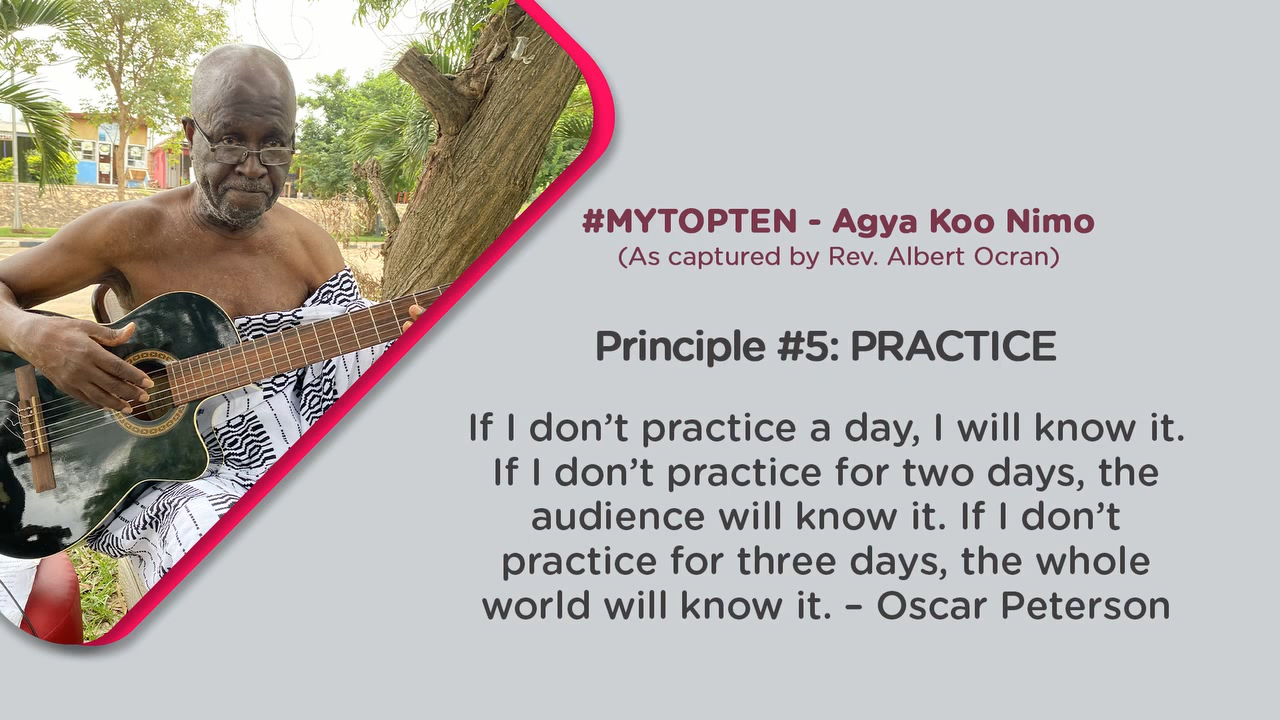 #MYTOPTEN - Agya Koo Nimo
(As captured by Rev. Albert Ocran)
Principle #5: PRACTICE
If I don’t practice a day, I will know it.
If I don’t practice for two days, the
audience will know it. If I don’t
practice for three days, the whole
world will know it. – Oscar Peterson